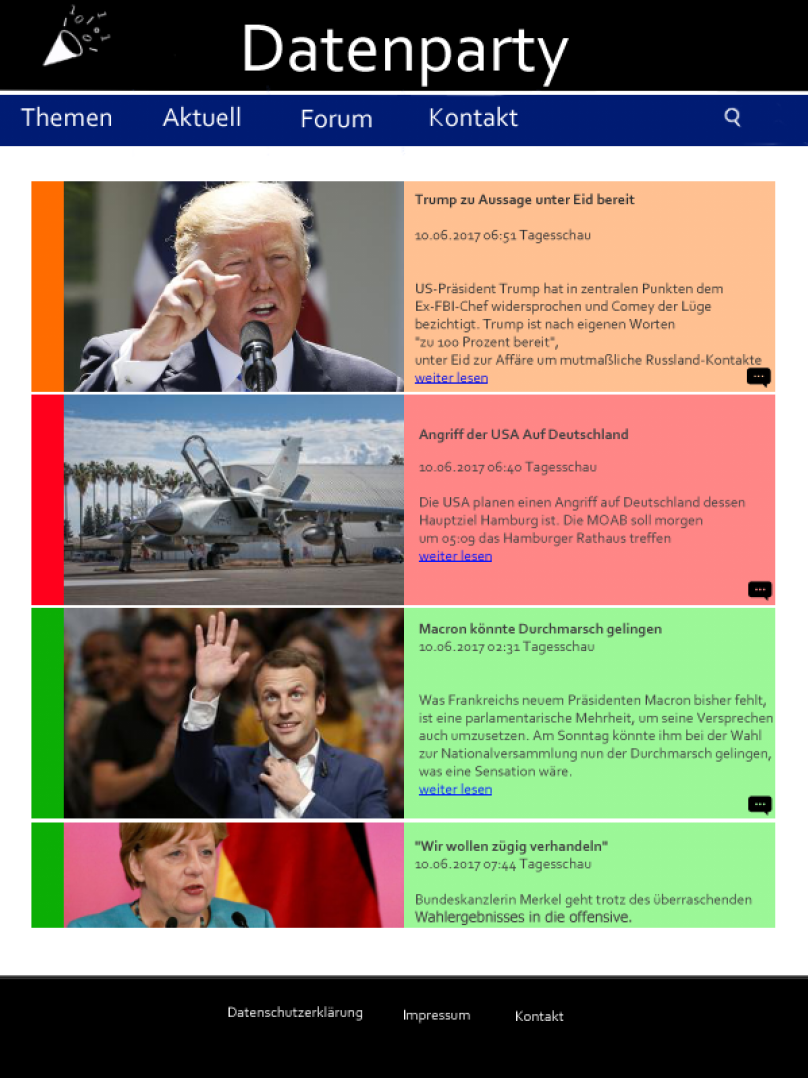 Datenparty
Themen Aktuell Forum Kontakt
Trump zu Aussage unter Eid bereit
10.06.2017 06:51 Tagesschau
US-Präsident Trump hat in zentralen Punkten dem
Ex-FBI-Chef widersprochen und Comey der Lüge
bezichtigt. Trump ist nach eigenen Worten
"zu 100 Prozent bereit",
unter Eid zur Affäre um mutmaßliche Russland-Kontakte
weiter lesen
Angriff der USA Auf Deutschland
10.06.2017 06:40 Tagesschau
Die USA planen einen Angriff auf Deutschland dessen
Hauptziel Hamburg ist. Die MOAB soll morgen
um 05:09 das Hamburger Rathaus treffen
weiter lesen
Macron könnte Durchmarsch gelingen
10.06.2017 02:31 Tagesschau
Was Frankreichs neuem Präsidenten Macron bisher fehlt,
ist eine parlamentarische Mehrheit, um seine Versprechen
auch umzusetzen. Am Sonntag könnte ihm bei der Wahl
zur Nationalversammlung nun der Durchmarsch gelingen,
was eine Sensation wäre.
weiter lesen
"Wir wollen zügig verhandeln"
10.06.2017 07:44 Tagesschau
Bundeskanzlerin Merkel geht trotz des überraschenden
Wahlergebnisses in die offensive.
Datenschutzerklärung Impressum Kontakt